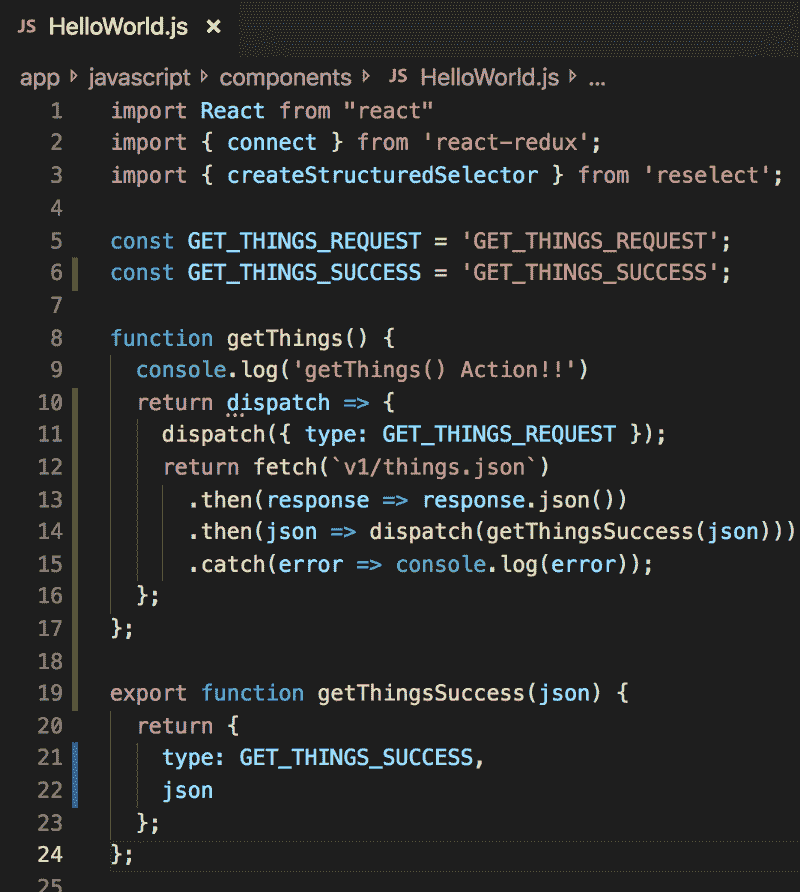 JS HelloWorld.js ×
app ▸ javascript ▸ components ▸ JS HelloWorld.js ▸ ...
1 import React from "react"
2 import { connect } from 'react-redux';
3 import { createStructuredSelector } from 'reselect';
4
5 const GET_THINGS_REQUEST = 'GET_THINGS_REQUEST';
6 const GET_THINGS_SUCCESS = 'GET_THINGS_SUCCESS';
7
8 function getThings() {
9   console.log('getThings() Action!!')
10   return dispatch => {
11     dispatch({ type: GET_THINGS_REQUEST });
12     return fetch(`v1/things.json`)
13       .then(response => response.json())
14       .then(json => dispatch(getThingsSuccess(json)))
15       .catch(error => console.log(error));
16   };
17 };
18
19 export function getThingsSuccess(json) {
20   return {
21     type: GET_THINGS_SUCCESS,
22     json
23   };
24 };
25